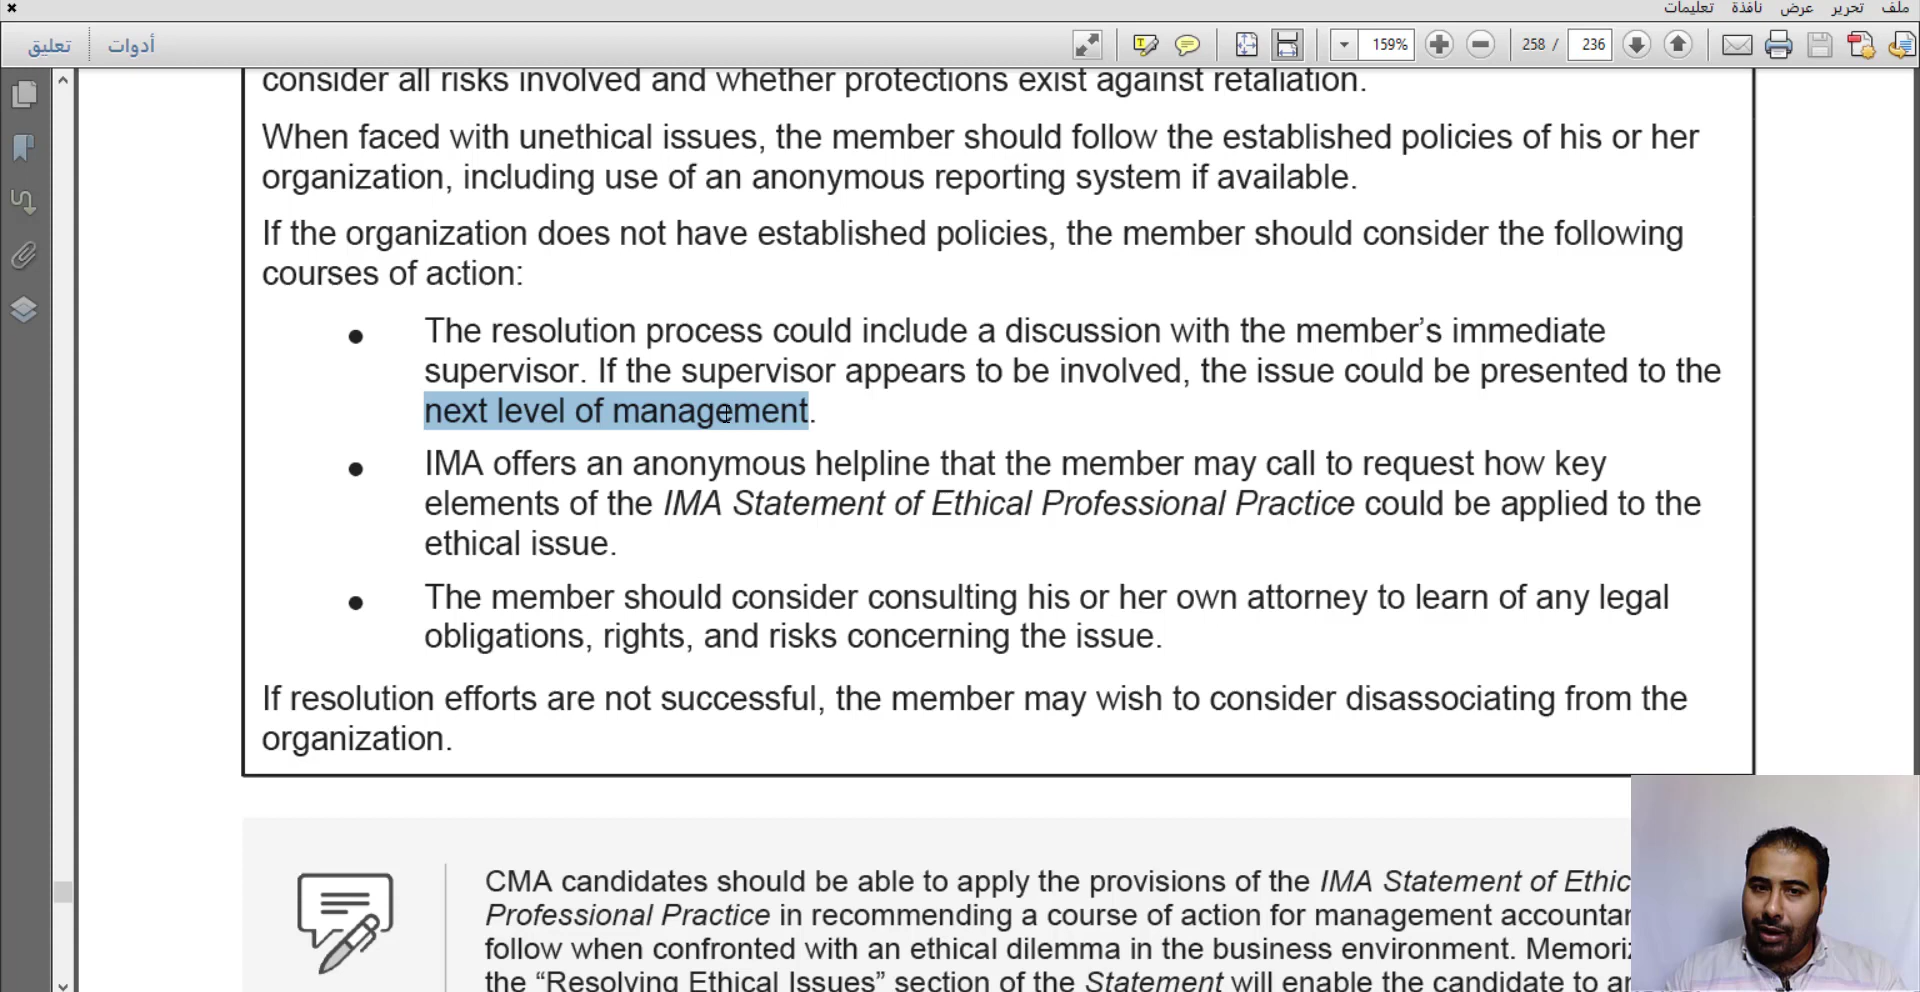 ملف تحرير عرض نافذة تعليمات
تعليق أدوات 159% 258 / 236
consider all risks involved and whether protections exist against retaliation.
When faced with unethical issues, the member should follow the established policies of his or her
organization, including use of an anonymous reporting system if available.
If the organization does not have established policies, the member should consider the following
courses of action:
● The resolution process could include a discussion with the member’s immediate
supervisor. If the supervisor appears to be involved, the issue could be presented to the
next level of management.
● IMA offers an anonymous helpline that the member may call to request how key
elements of the IMA Statement of Ethical Professional Practice could be applied to the
ethical issue.
● The member should consider consulting his or her own attorney to learn of any legal
obligations, rights, and risks concerning the issue.
If resolution efforts are not successful, the member may wish to consider disassociating from the
organization.
CMA candidates should be able to apply the provisions of the IMA Statement of Ethic
Professional Practice in recommending a course of action for management accountan
follow when confronted with an ethical dilemma in the business environment. Memoriz
the “Resolving Ethical Issues” section of the Statement will enable the candidate to an